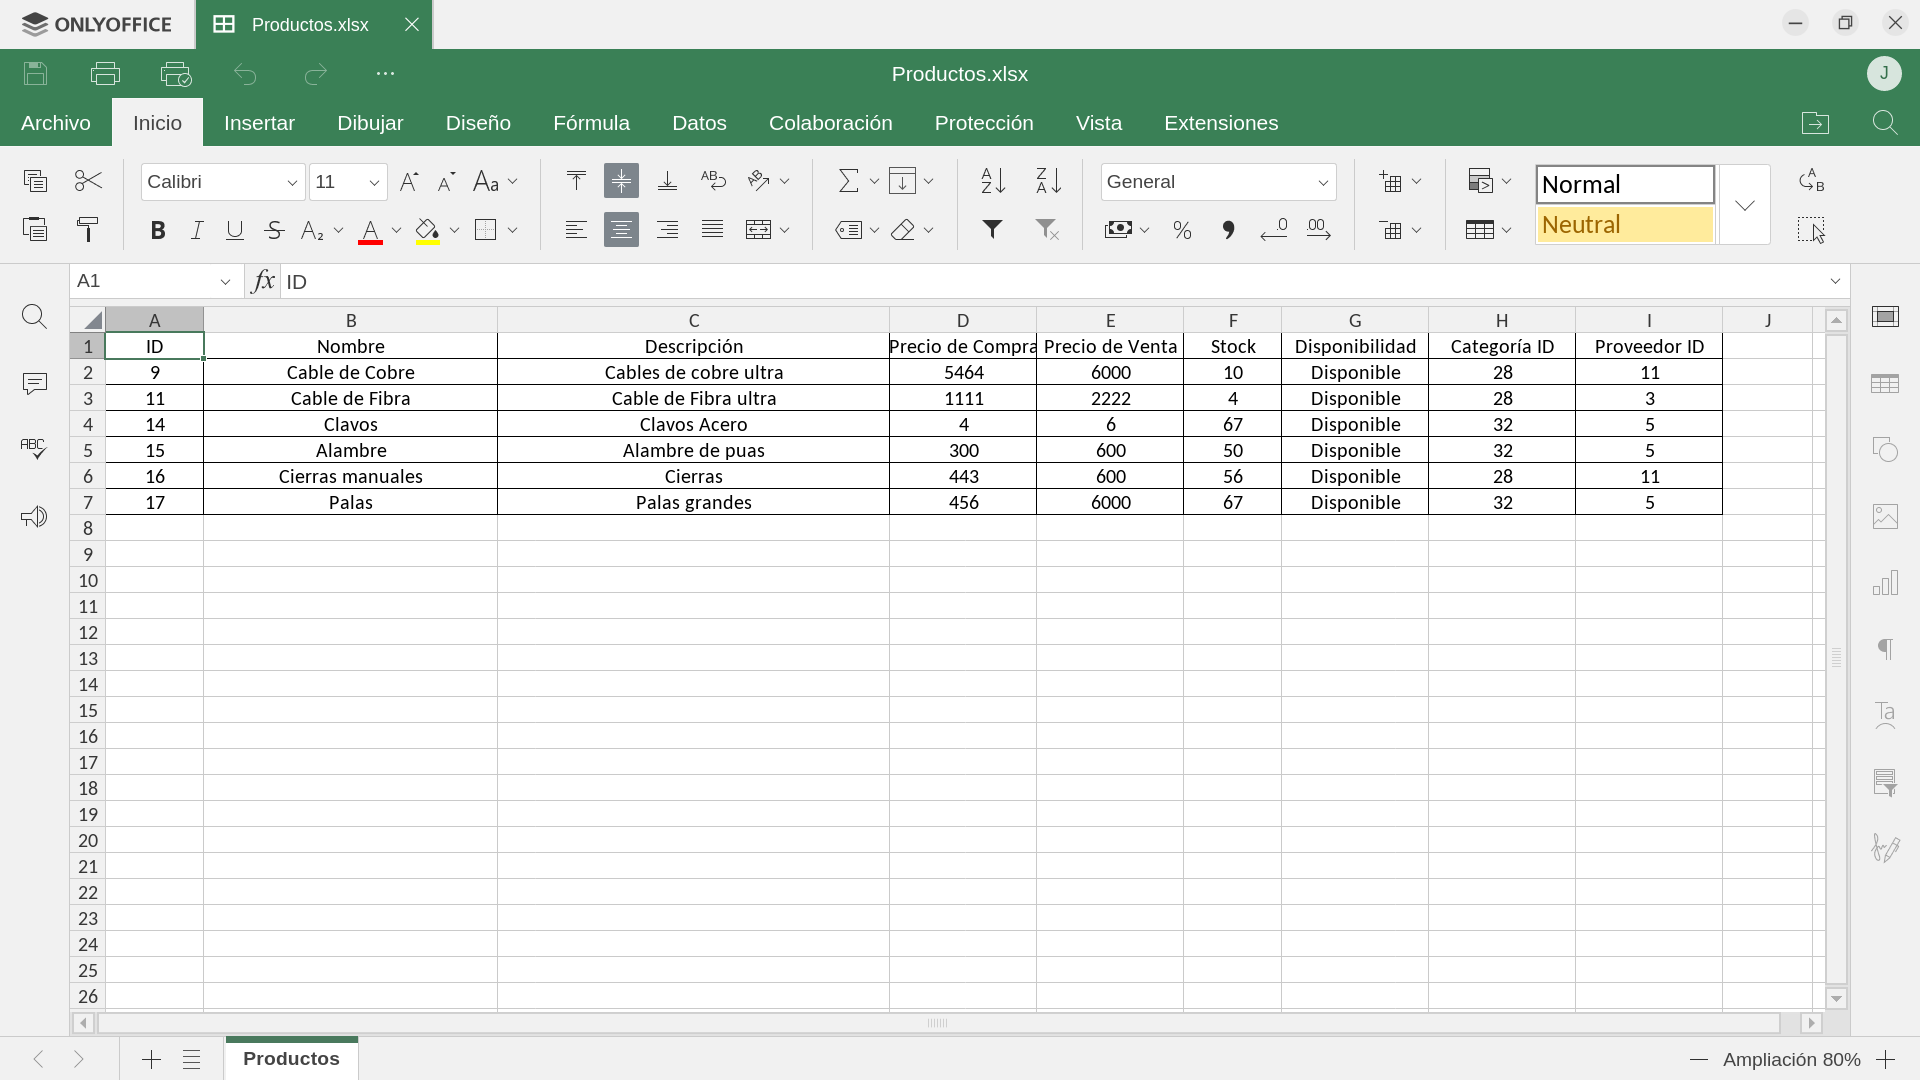 ONLYOFFICE Productos.xlsx
Productos.xlsx J
Archivo Inicio Insertar Dibujar Diseño Fórmula Datos Colaboración Protección Vista Extensiones
Calibri 11 General Normal
Neutral
A1 fx ID
A B C D E F G H I J
1 ID Nombre Descripción Precio de Compra Precio de Venta Stock Disponibilidad Categoría ID Proveedor ID
2 9 Cable de Cobre Cables de cobre ultra 5464 6000 10 Disponible 28 11
3 11 Cable de Fibra Cable de Fibra ultra 1111 2222 4 Disponible 28 3
4 14 Clavos Clavos Acero 4 6 67 Disponible 32 5
5 15 Alambre Alambre de puas 300 600 50 Disponible 32 5
6 16 Cierras manuales Cierras 443 600 56 Disponible 28 11
7 17 Palas Palas grandes 456 6000 67 Disponible 32 5
8
9
10
11
12
13
14
15
16
17
18
19
20
21
22
23
24
25
26
Productos Ampliación 80%